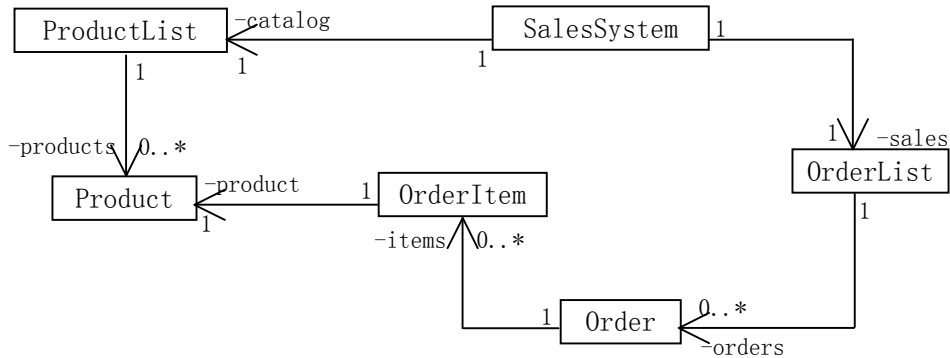 ProductList
-catalog
1
1
SalesSystem
1
1
-products
0..*
1
-sales
Product
-product
1
1
OrderItem
OrderList
1
-items
0..*
1
Order
0..*
-orders